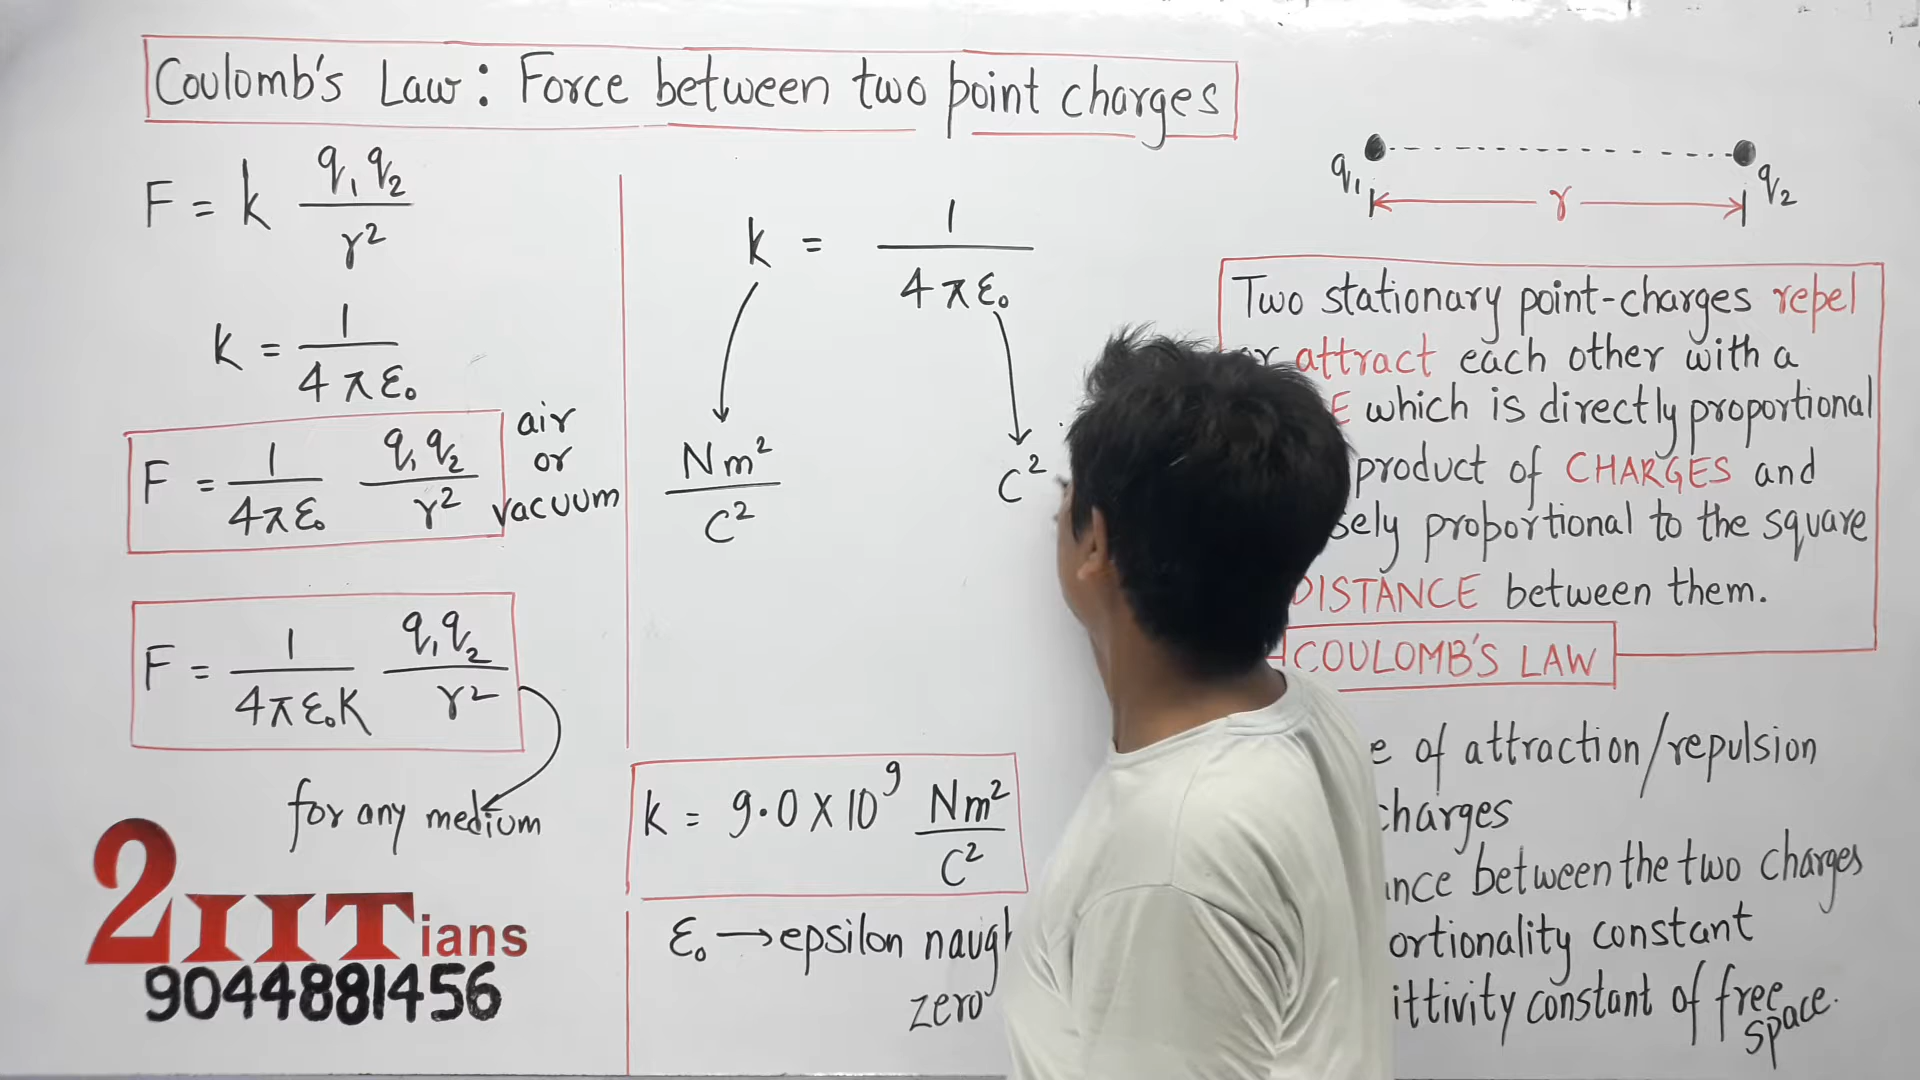 Coulomb's Law: Force between two point charges
F = k q₁q₂ / r²
k = 1 / 4πε₀
F = 1 / 4πε₀ q₁q₂ / r²
air
or
vacuum
F = 1 / 4πε₀K q₁q₂ / r²
for any medium
2IITians
9044881456
k = 1 / 4πε₀
Nm² / C²
C²
k = 9.0 X 10⁹ Nm² / C²
ε₀ → epsilon
zero
q₁ q₂
r
Two stationary point-charges repel
attract each other with a
which is directly proportional
product of CHARGES and
proportional to the square
DISTANCE between them.
COULOMB'S LAW
of attraction/repulsion
charges
between the two charges
constant
constant of free
space.